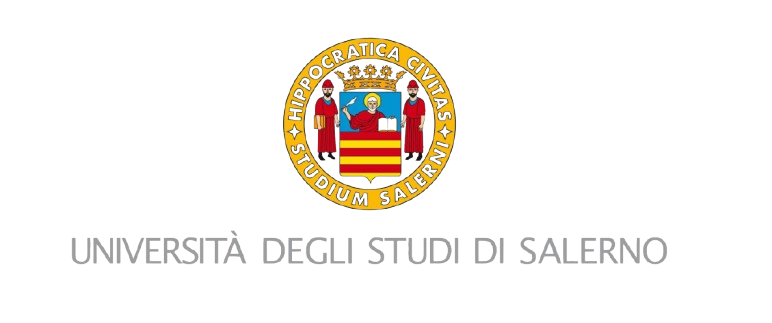 HIPPOCRATICA CIVITAS
STUDIUM SALERNI
UNIVERSITÀ DEGLI STUDI DI SALERNO